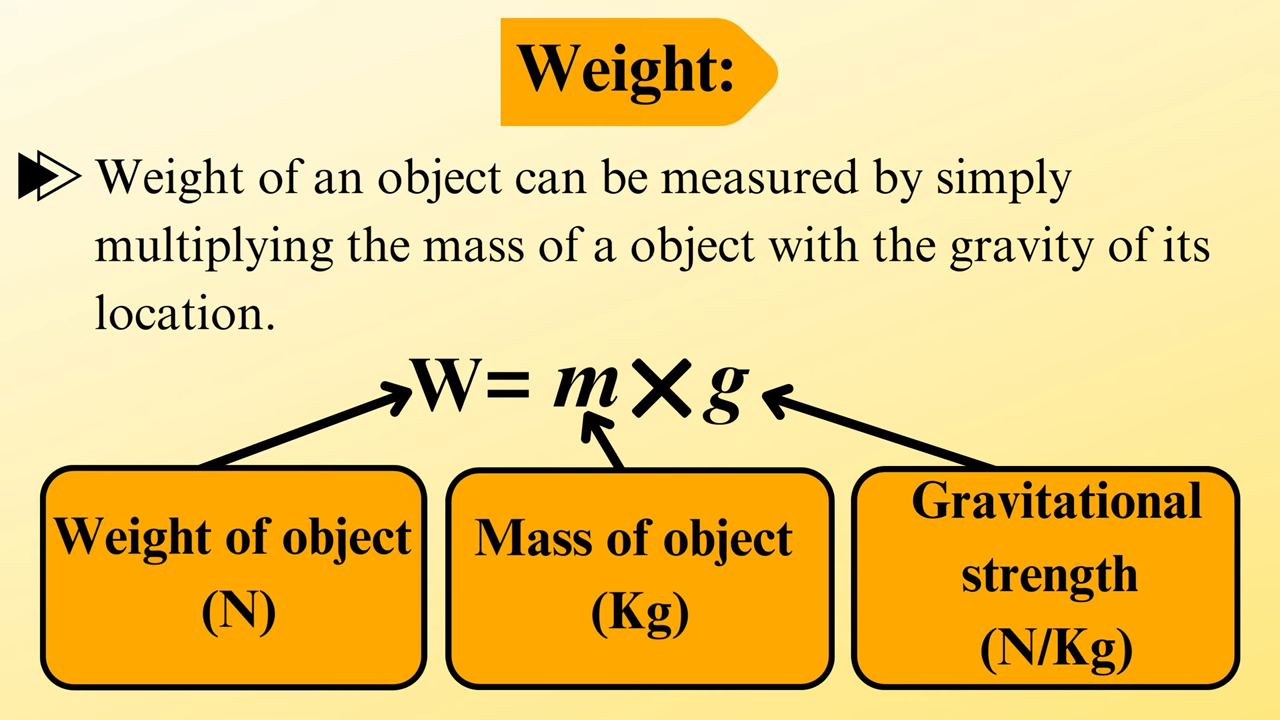 Weight:
Weight of an object can be measured by simply
multiplying the mass of a object with the gravity of its
location.
W= m×g
Weight of object
(N)
Mass of object
(Kg)
Gravitational
strength
(N/Kg)